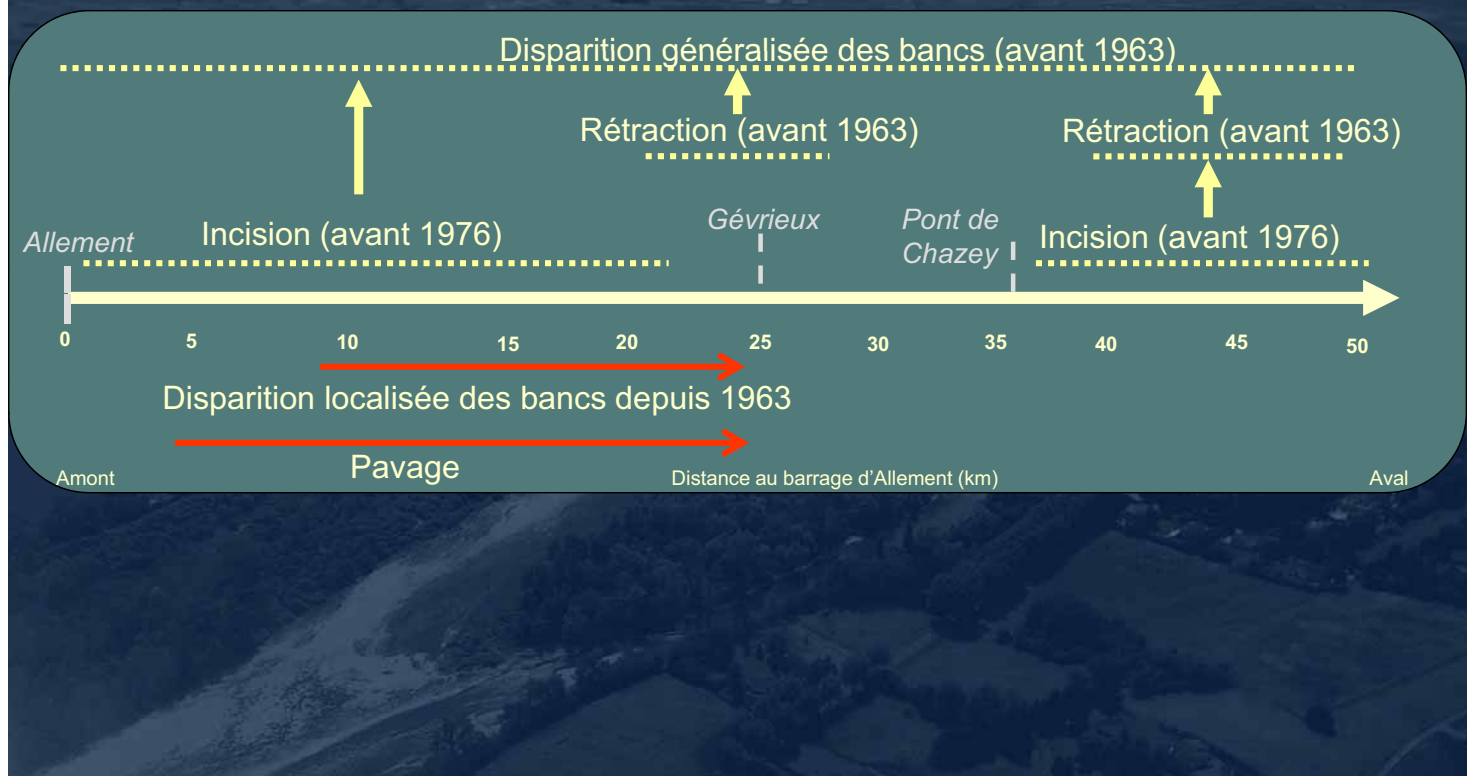 Disparition généralisée des bancs (avant 1963)
Rétraction (avant 1963)
Rétraction (avant 1963)
Allement
Incision (avant 1976)
Gévrieux
Pont de
Chazey
Incision (avant 1976)
0 5 10 15 20 25 30 35 40 45 50
Disparition localisée des bancs depuis 1963
Pavage
Amont
Distance au barrage d'Allement (km)
Aval